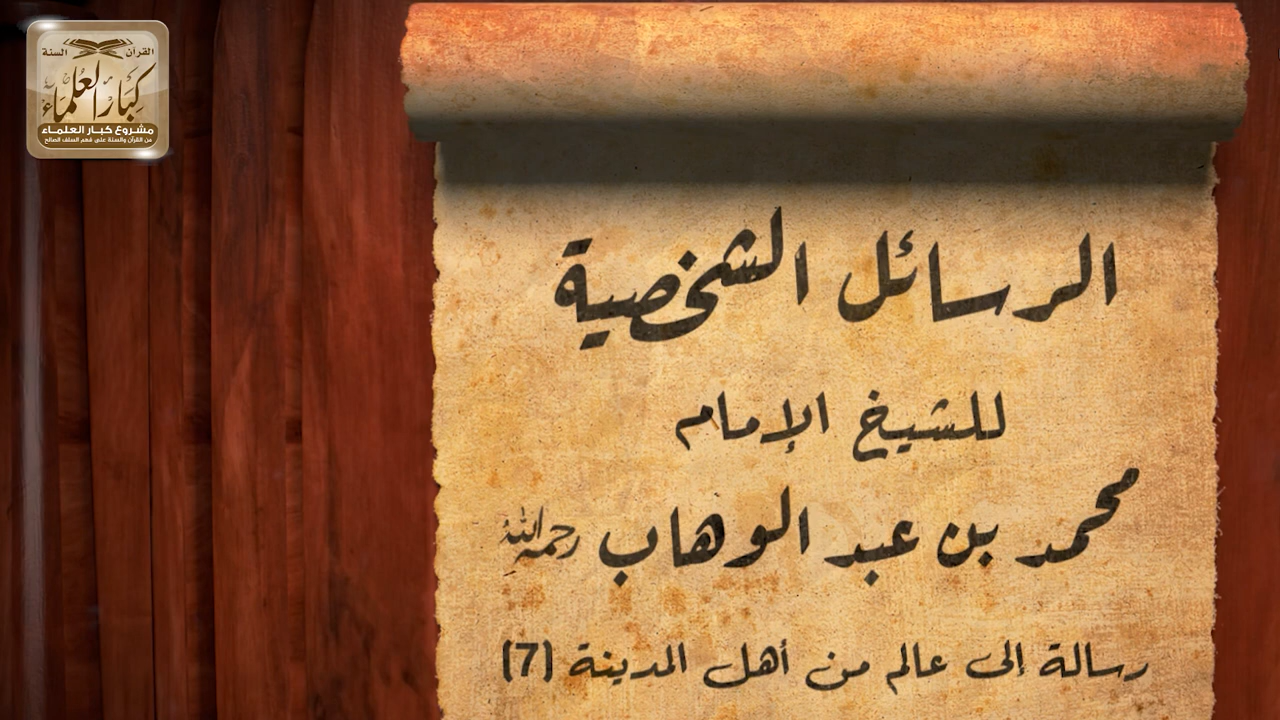 القرآن السنة
كبار العلماء
مشروع كبار العلماء
من القرآن والسنة على فهم السلف الصالح
الرسائل الشخصية
للشيخ الإمام
محمد بن عبد الوهاب رحمه الله
رسالة إلى عالم من أهل المدينة (7)